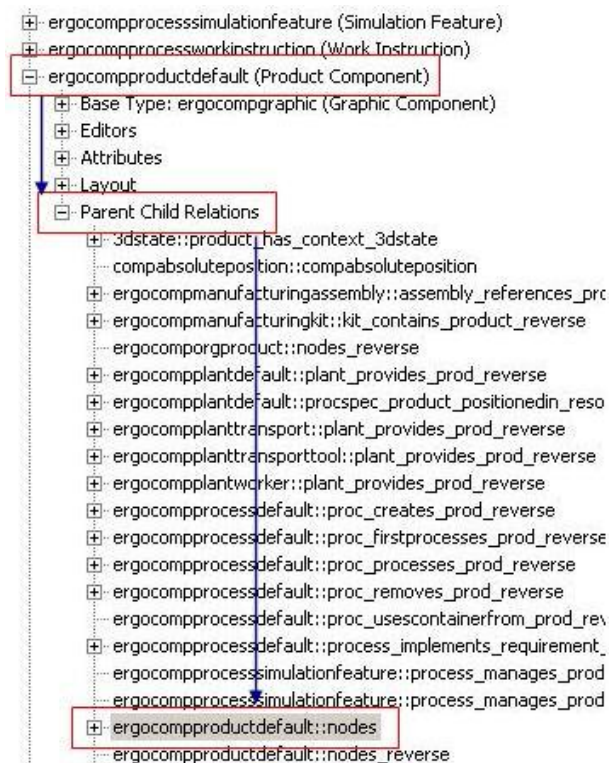 ergocompprocesssimulationfeature (Simulation Feature)
ergocompprocessworkinstruction (Work Instruction)
ergocompproductdefault (Product Component)
Base Type: ergocompgraphic (Graphic Component)
Editors
Attributes
Layout
Parent Child Relations
3dstate::product_has_context_3dstate
compabsoluteposition::compabsoluteposition
ergocompmanufacturingassembly::assembly_references_prc
ergocompmanufacturingkit::kit_contains_product_reverse
ergocomporgproduct::nodes_reverse
ergocompplantdefault::plant_provides_prod_reverse
ergocompplantdefault::procspec_product_positionedin_reso
ergocompplanttransport::plant_provides_prod_reverse
ergocompplanttransporttool::plant_provides_prod_reverse
ergocompplantworker::plant_provides_prod_reverse
ergocompprocessdefault::proc_creates_prod_reverse
ergocompprocessdefault::proc_firstprocesses_prod_reverse
ergocompprocessdefault::proc_processes_prod_reverse
ergocompprocessdefault::proc_removes_prod_reverse
ergocompprocessdefault::proc_usescontainerfrom_prod_rev
ergocompprocessdefault::process_implements_requirement_
ergocompprocesssimulationfeature::process_manages_prod
ergocompprocesssimulationfeature::process_manages_prod
ergocompproductdefault::nodes
ergocompproductdefault::nodes_reverse